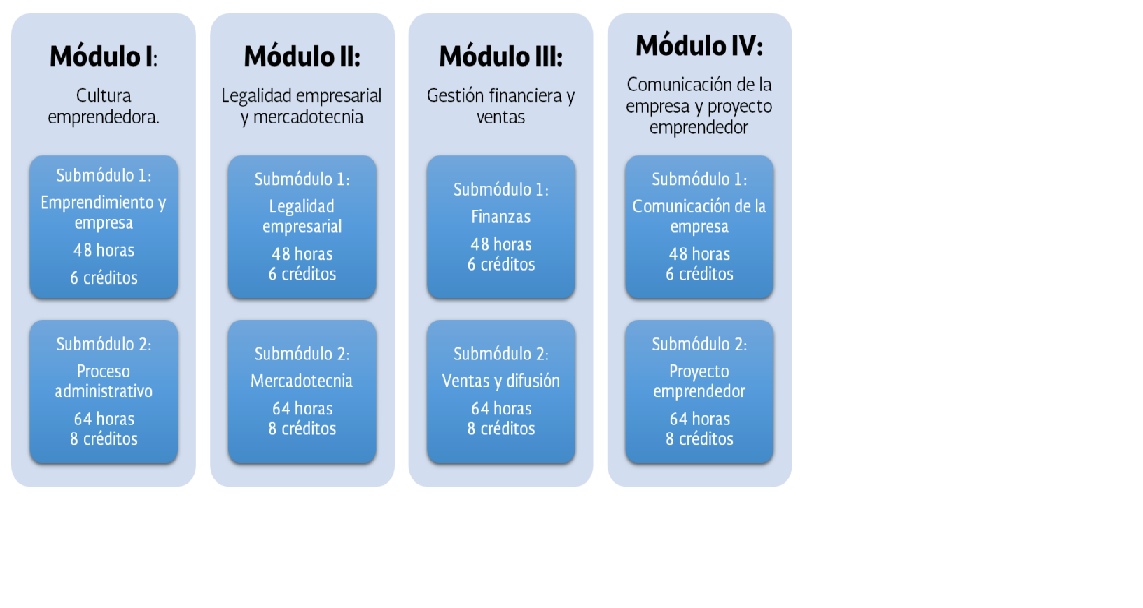 Módulo I:
Cultura
emprendedora.
Submódulo 1:
Emprendimiento y
empresa
48 horas
6 créditos
Submódulo 2:
Proceso
administrativo
64 horas
8 créditos
Módulo II:
Legalidad empresarial
y mercadotecnia
Submódulo 1:
Legalidad
empresarial
48 horas
6 créditos
Submódulo 2:
Mercadotecnia
64 horas
8 créditos
Módulo III:
Gestión financiera y
ventas
Submódulo 1:
Finanzas
48 horas
6 créditos
Submódulo 2:
Ventas y difusión
64 horas
8 créditos
Módulo IV:
Comunicación de la
empresa y proyecto
emprendedor
Submódulo 1:
Comunicación de la
empresa
48 horas
6 créditos
Submódulo 2:
Proyecto
emprendedor
64 horas
8 créditos